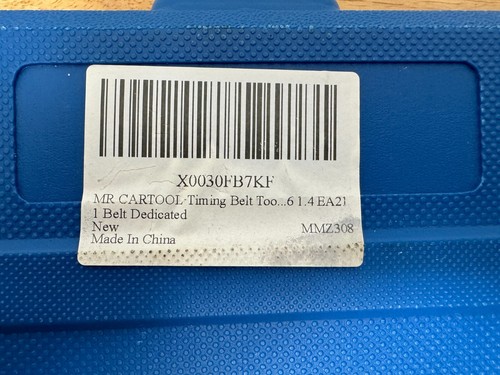 X0030FB7KF
MR CARTOOL Timing Belt Too...6 1.4 EA21
1 Belt Dedicated
New MMZ308
Made In China